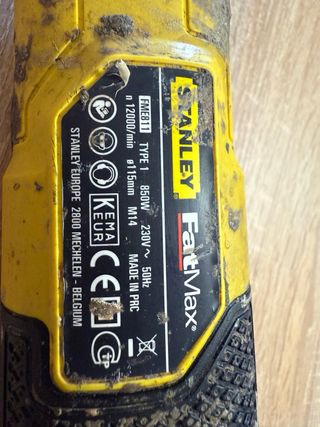 STANLEY
FatMax®
FME811 TYPE 1 850W 230V~ 50Hz
n 12000/min ø115mm M14 MADE IN PRC
KEMA
KEUR
CE
STANLEY EUROPE 2800 MECHELEN - BELGIUM